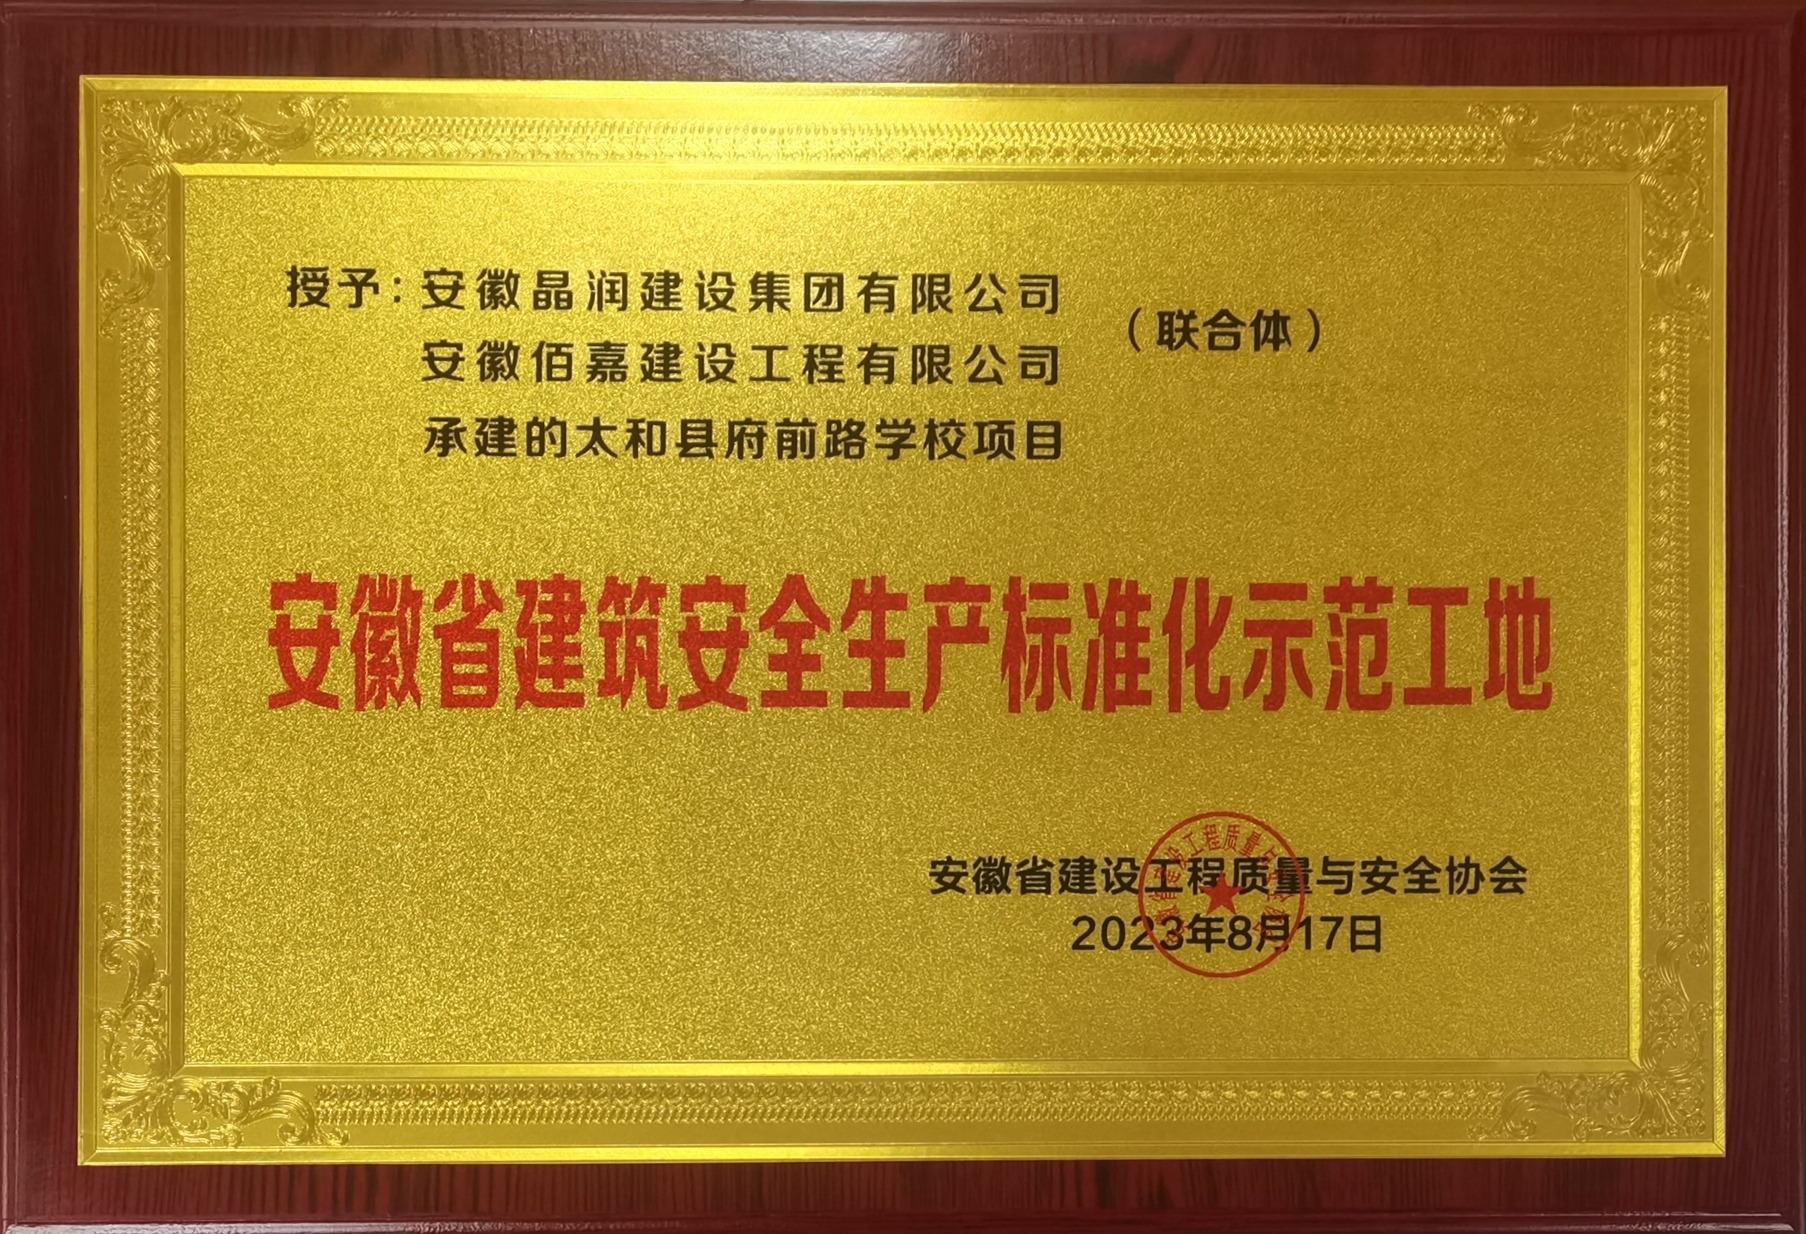 授予：安徽晶润建设集团有限公司
安徽佰嘉建设工程有限公司
（联合体）
承建的太和县府前路学校项目
安徽省建筑安全生产标准化示范工地
安徽省建设工程质量与安全协会
2023年8月17日